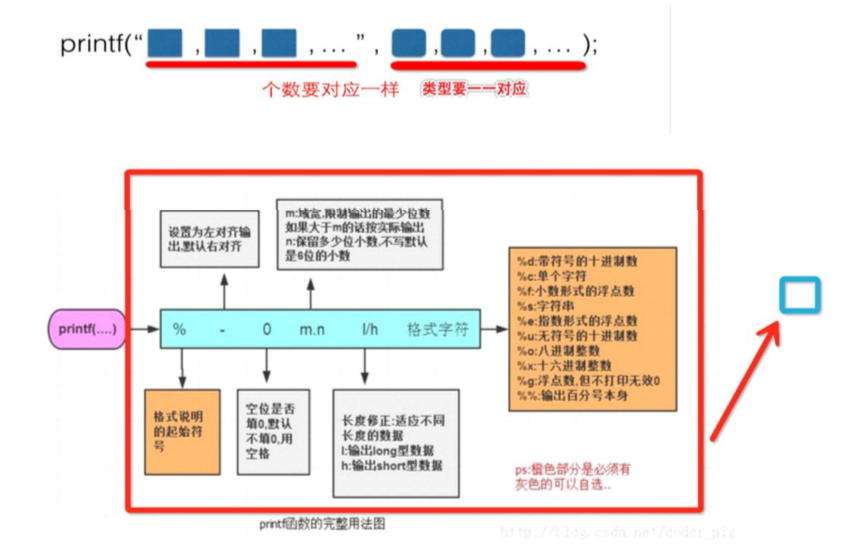 printf(“ , , , ... ” , , , , ... );
个数要对应一样 类型要一一对应
设置为左对齐输
出,默认右对齐
m:域宽,限制输出的最少位数
如果大于m的话按实际输出
n:保留多少位小数,不写默认
是6位的小数
%d:带符号的十进制数
%c:单个字符
%f:小数形式的浮点数
%s:字符串
%e:指数形式的浮点数
%u:无符号的十进制数
%o:八进制整数
%x:十六进制整数
%g:浮点数,但不打印无效0
%%:输出百分号本身
printf(....)
% - 0 m.n l/h 格式字符
格式说明
的起始符
号
空位是否
填0,默认
不填0,用
空格
长度修正:适应不同
长度的数据
l:输出long型数据
h:输出short型数据
ps:橙色部分是必须有
灰色的可以自选..
printf函数的完整用法图
http://blog.csdn.net/coder_pig